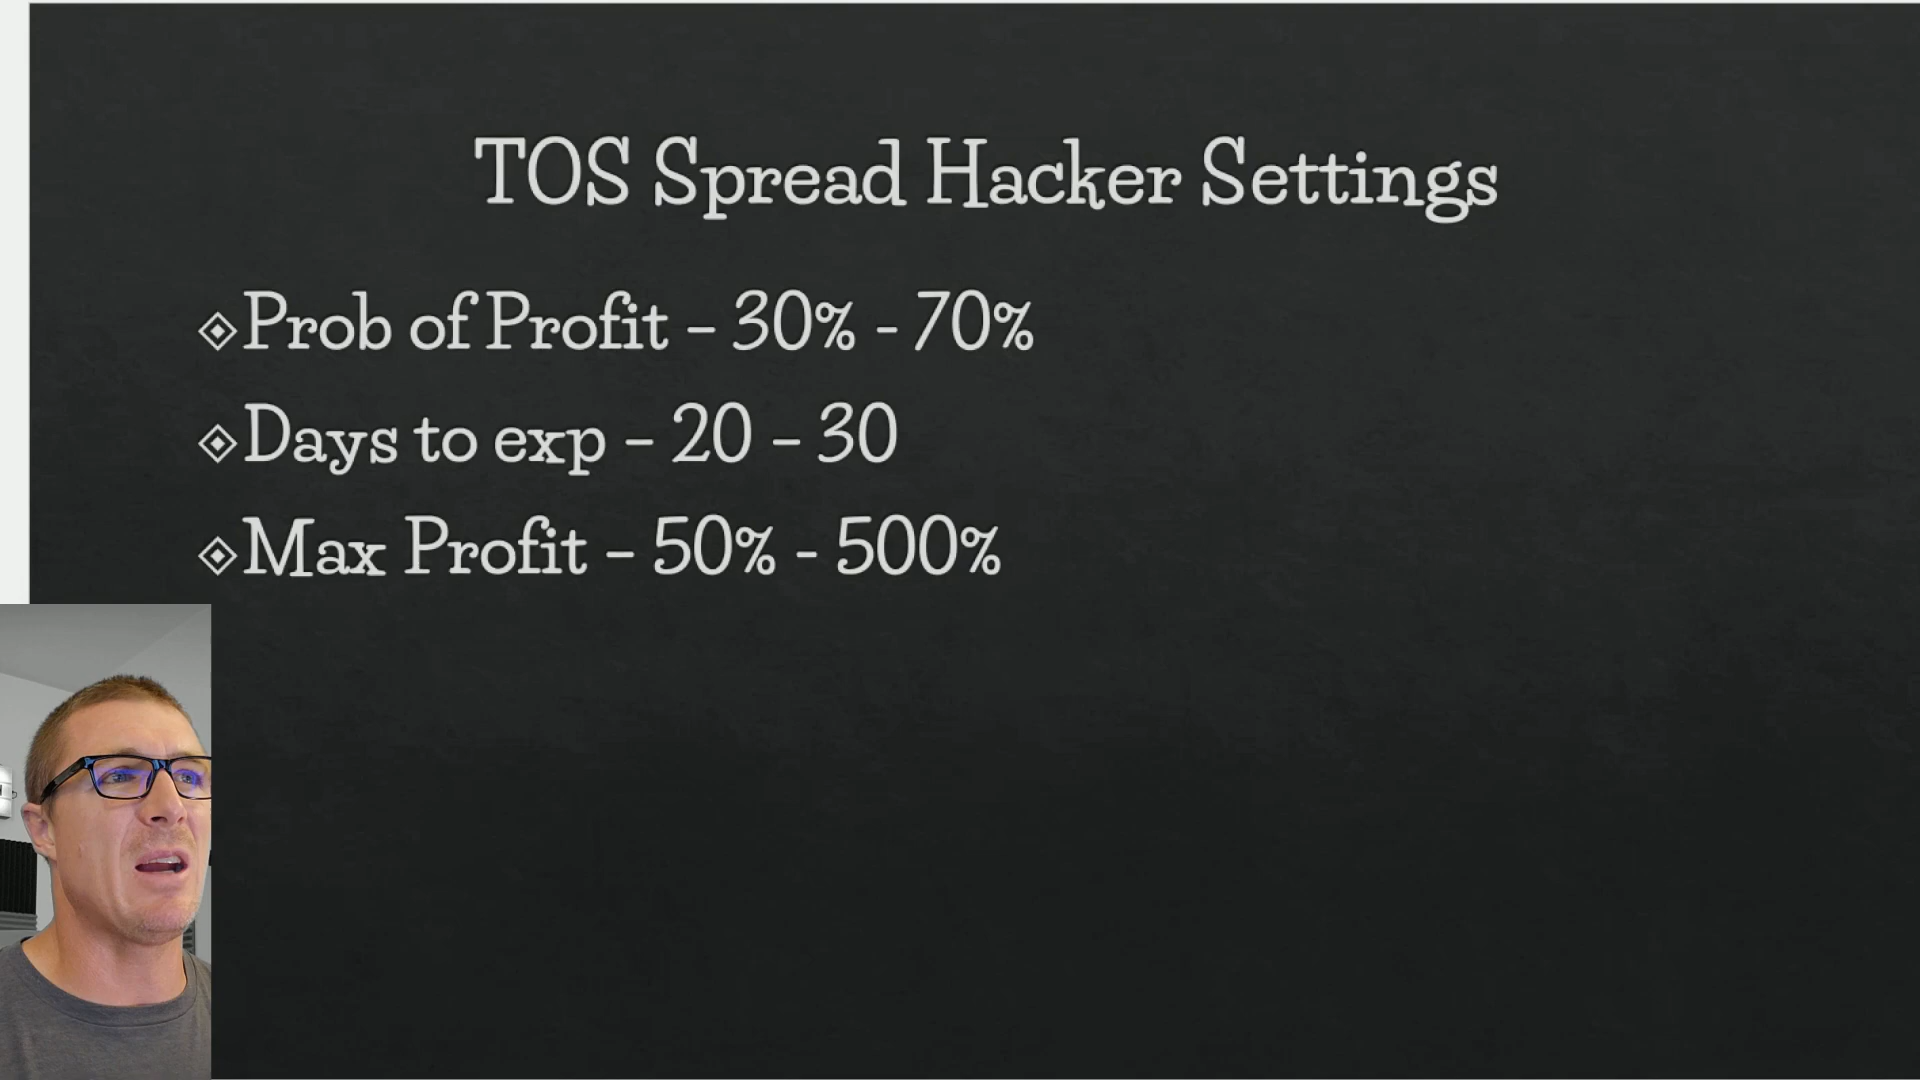 TOS Spread Hacker Settings
Prob of Profit – 30% - 70%
Days to exp – 20 – 30
Max Profit – 50% - 500%